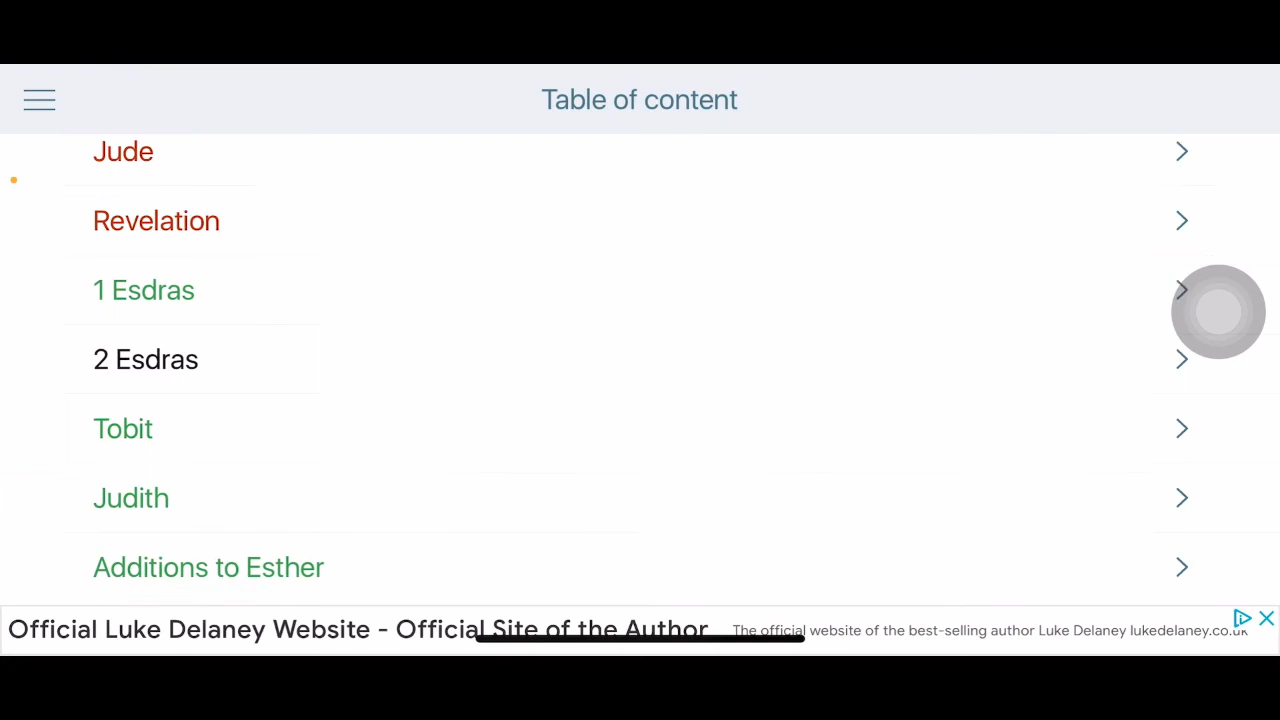 Table of content
Jude
Revelation
1 Esdras
2 Esdras
Tobit
Judith
Additions to Esther
Official Luke Delaney Website - Official Site of the Author
The official website of the best-selling author Luke Delaney lukedelaney.co.uk